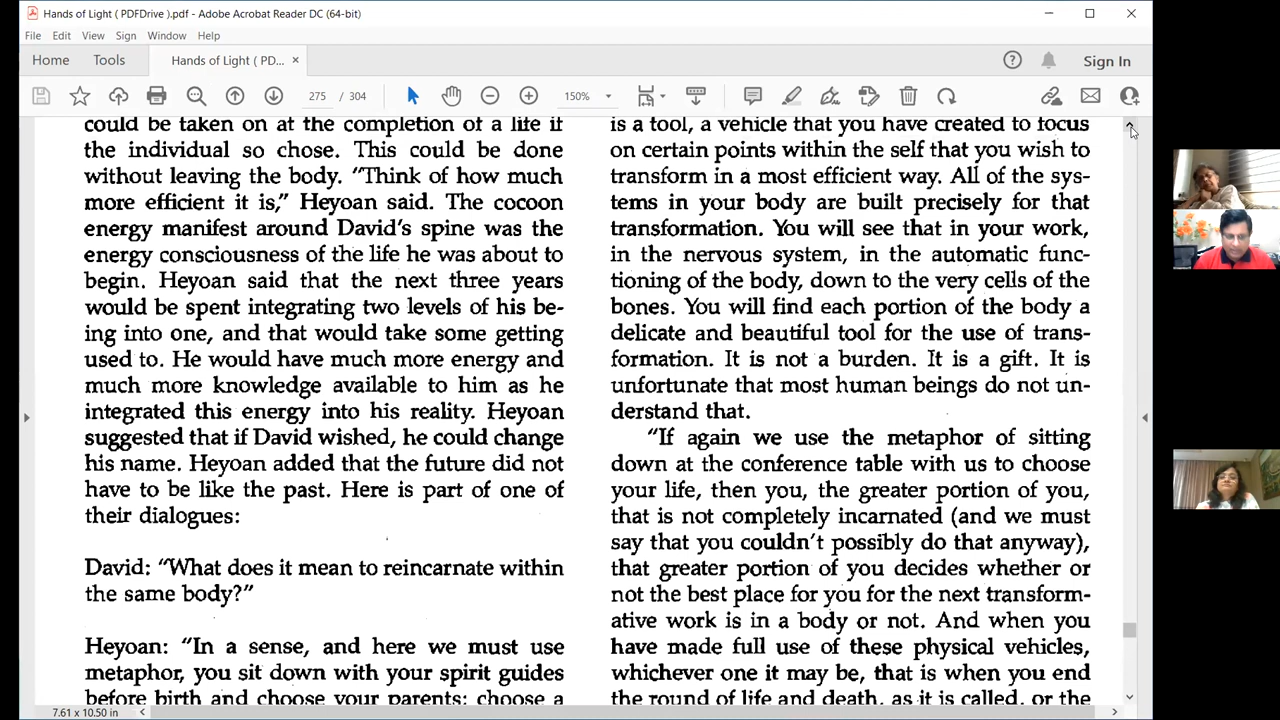 Hands of Light ( PDFDrive ).pdf - Adobe Acrobat Reader DC (64-bit)
File Edit View Sign Window Help
Home Tools Hands of Light ( PD... × Sign In
275 / 304 150%
could be taken on at the completion of a life if
the individual so chose. This could be done
without leaving the body. "Think of how much
more efficient it is," Heyoan said. The cocoon
energy manifest around David's spine was the
energy consciousness of the life he was about to
begin. Heyoan said that the next three years
would be spent integrating two levels of his be-
ing into one, and that would take some getting
used to. He would have much more energy and
much more knowledge available to him as he
integrated this energy into his reality. Heyoan
suggested that if David wished, he could change
his name. Heyoan added that the future did not
have to be like the past. Here is part of one of
their dialogues:
David: "What does it mean to reincarnate within
the same body?"
Heyoan: "In a sense, and here we must use
metaphor, you sit down with your spirit guides
before birth and choose your parents; choose a
is a tool, a vehicle that you have created to focus
on certain points within the self that you wish to
transform in a most efficient way. All of the sys-
tems in your body are built precisely for that
transformation. You will see that in your work,
in the nervous system, in the automatic func-
tioning of the body, down to the very cells of the
bones. You will find each portion of the body a
delicate and beautiful tool for the use of trans-
formation. It is not a burden. It is a gift. It is
unfortunate that most human beings do not un-
derstand that.
"If again we use the metaphor of sitting
down at the conference table with us to choose
your life, then you, the greater portion of you,
that is not completely incarnated (and we must
say that you couldn't possibly do that anyway),
that greater portion of you decides whether or
not the best place for you for the next transform-
ative work is in a body or not. And when you
have made full use of these physical vehicles,
whichever one it may be, that is when you end
the round of life and death, as it is called, or the
7.61 x 10.50 in